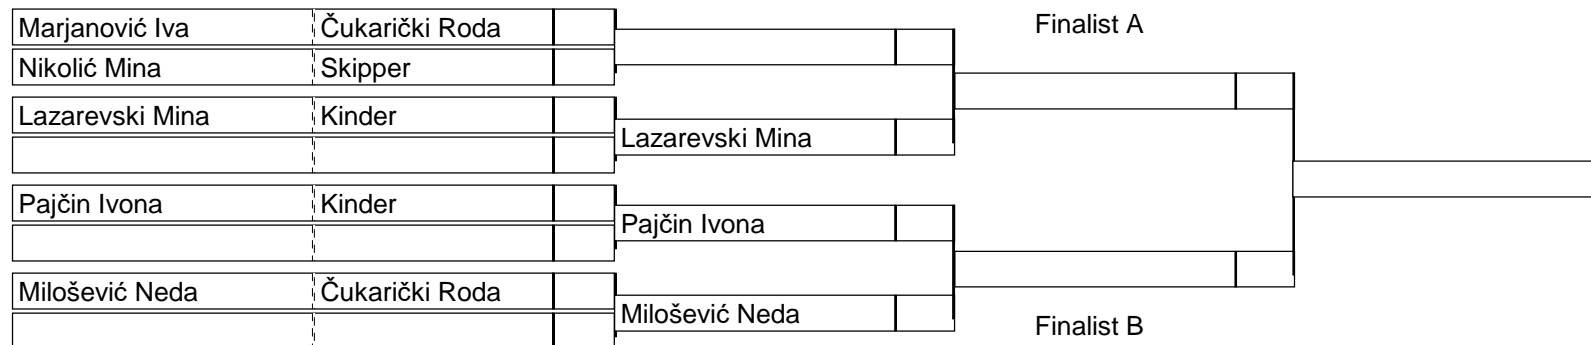 Marjanović Iva Čukarički Roda
Finalist A
Nikolić Mina Skipper
Lazarevski Mina Kinder
Lazarevski Mina
Pajčin Ivona Kinder
Pajčin Ivona
Milošević Neda Čukarički Roda
Milošević Neda
Finalist B